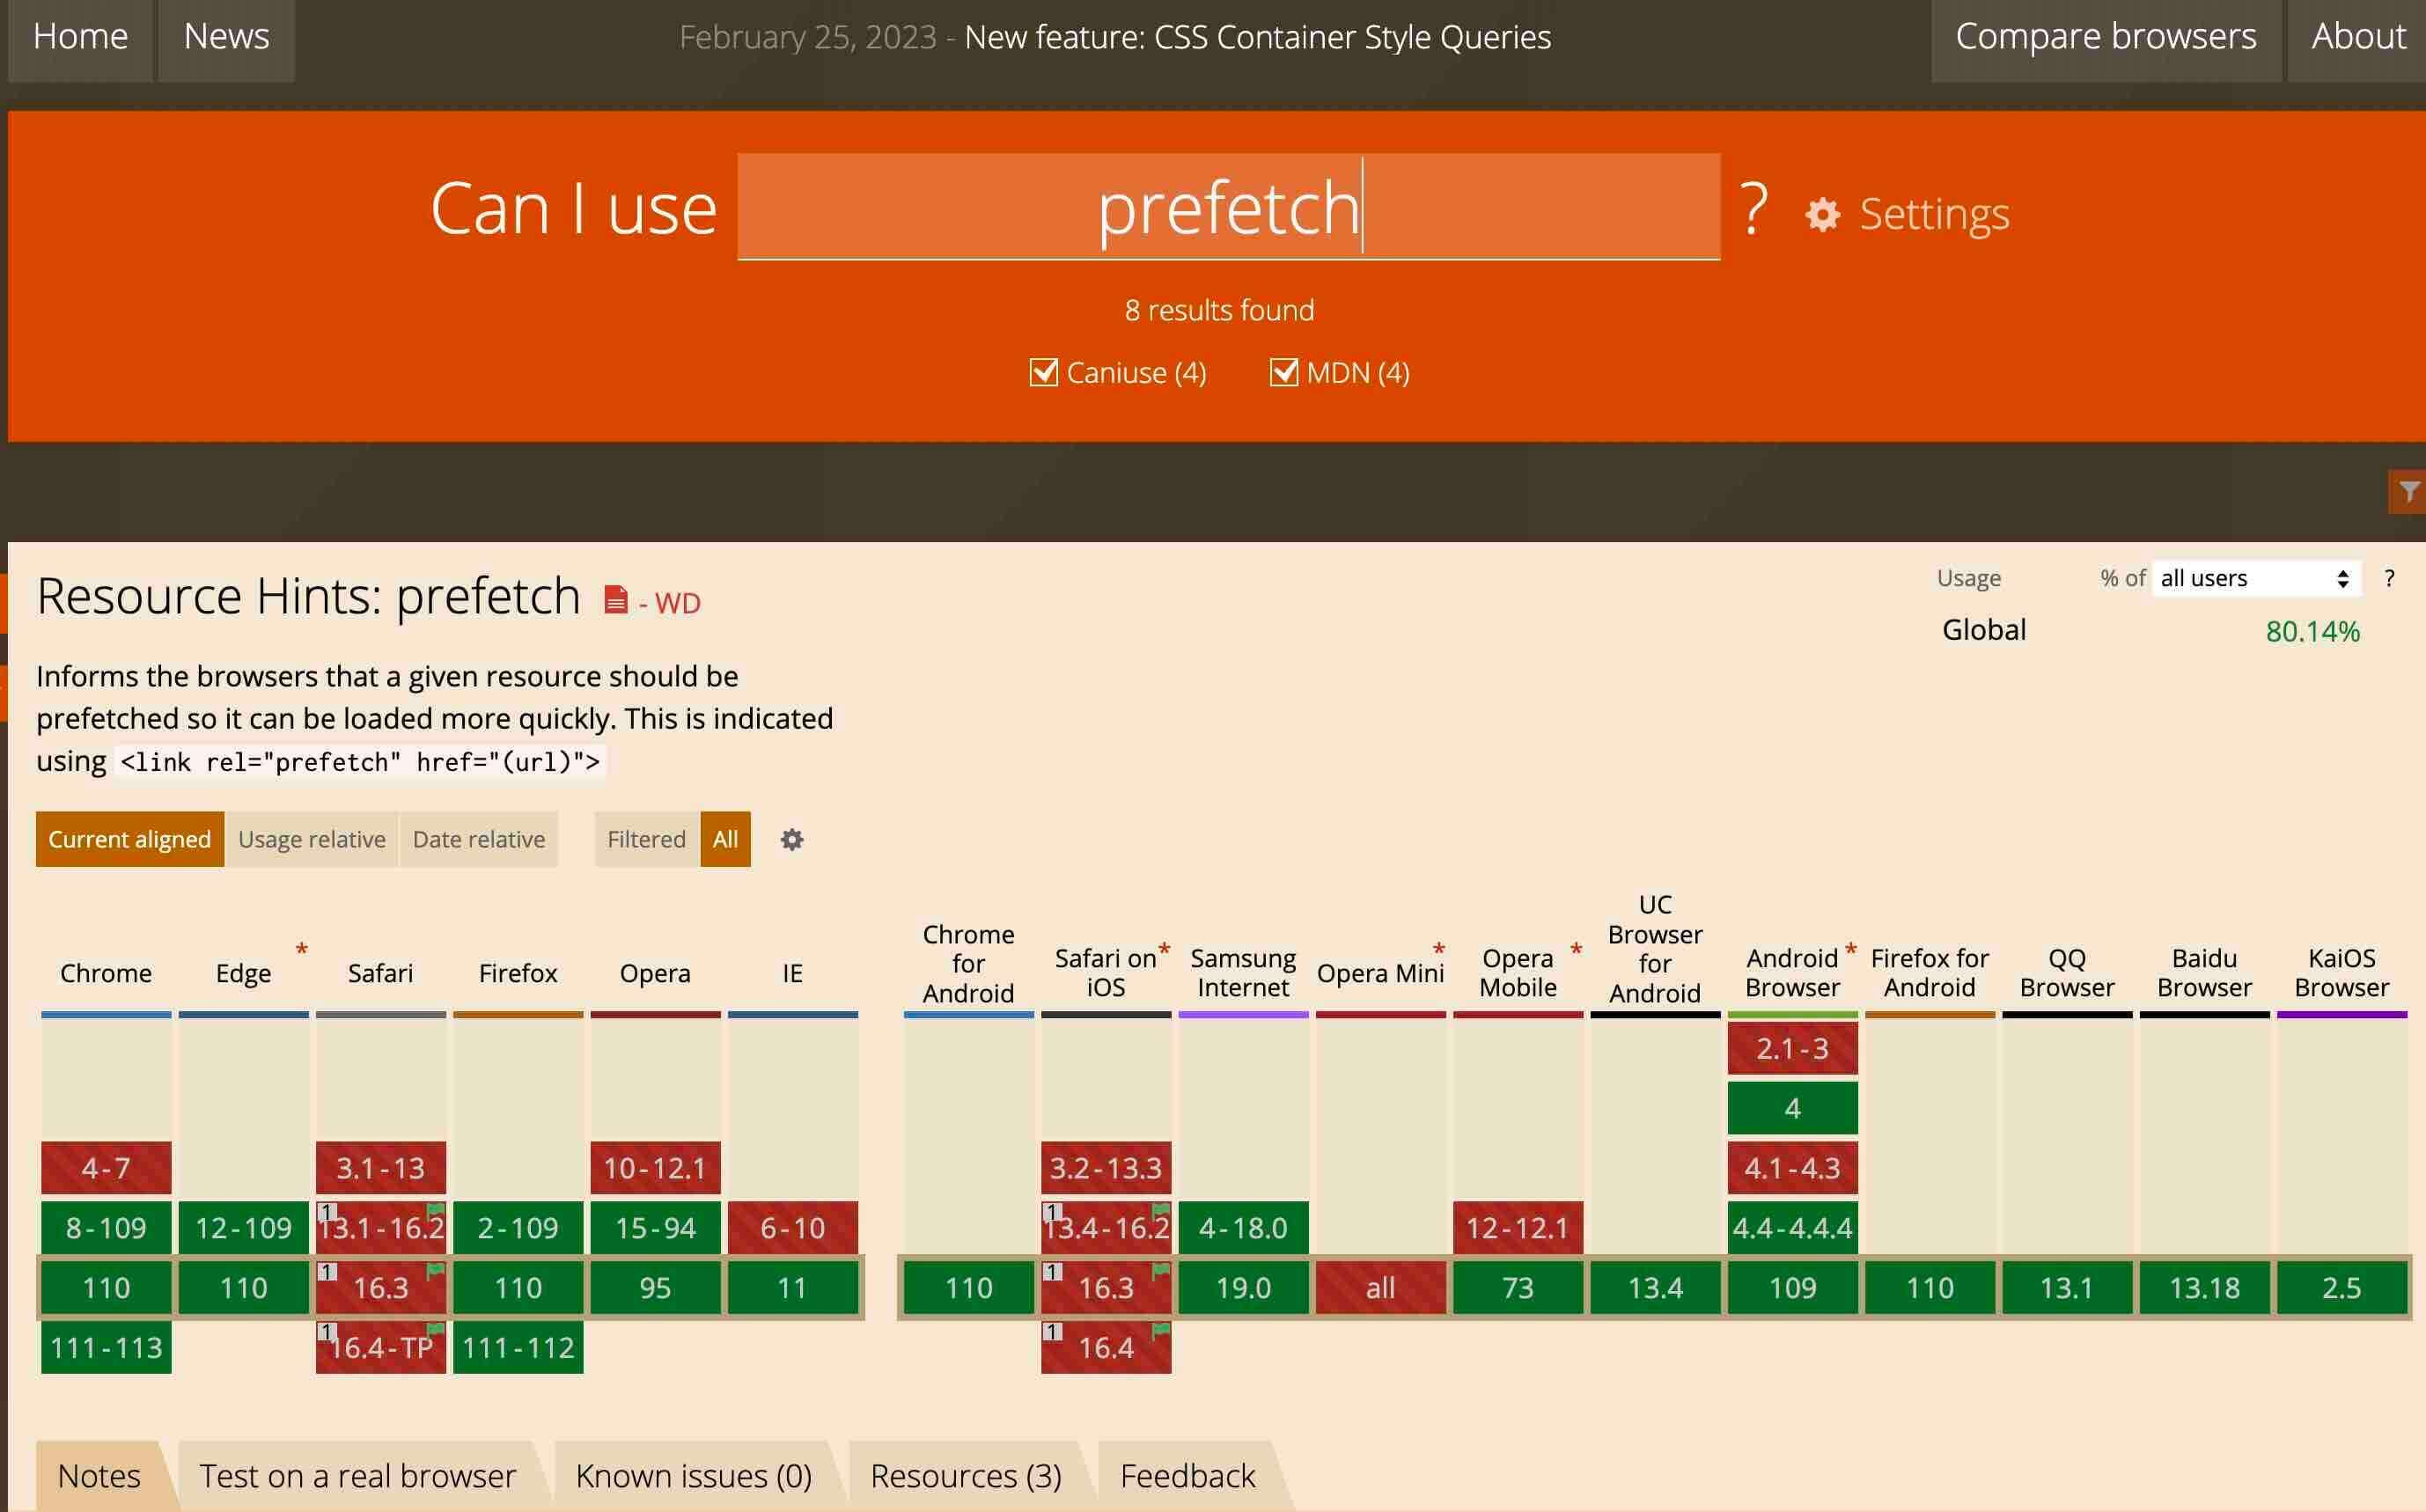 Home News February 25, 2023 - New feature: CSS Container Style Queries Compare browsers About
Can I use prefetch ? Settings
8 results found
Caniuse (4) MDN (4)
Resource Hints: prefetch - WD
Usage % of all users ?
Global 80.14%
Informs the browsers that a given resource should be
prefetched so it can be loaded more quickly. This is indicated
using <link rel="prefetch" href="(url)">
Current aligned Usage relative Date relative Filtered All
Chrome Edge * Safari Firefox Opera IE Chrome for Android Safari on iOS * Samsung Internet Opera Mini * Opera Mobile * UC Browser for Android Android Browser * Firefox for Android QQ Browser Baidu Browser KaiOS Browser
2.1-3
4
4-7 3.1-13 10-12.1 3.2-13.3 4.1-4.3
8-109 12-109 1 13.1-16.2 2-109 15-94 6-10 1 13.4-16.2 4-18.0 12-12.1 4.4-4.4.4
110 110 1 16.3 110 95 11 110 1 16.3 19.0 all 73 13.4 109 110 13.1 13.18 2.5
111-113 1 16.4-TP 111-112 1 16.4
Notes Test on a real browser Known issues (0) Resources (3) Feedback